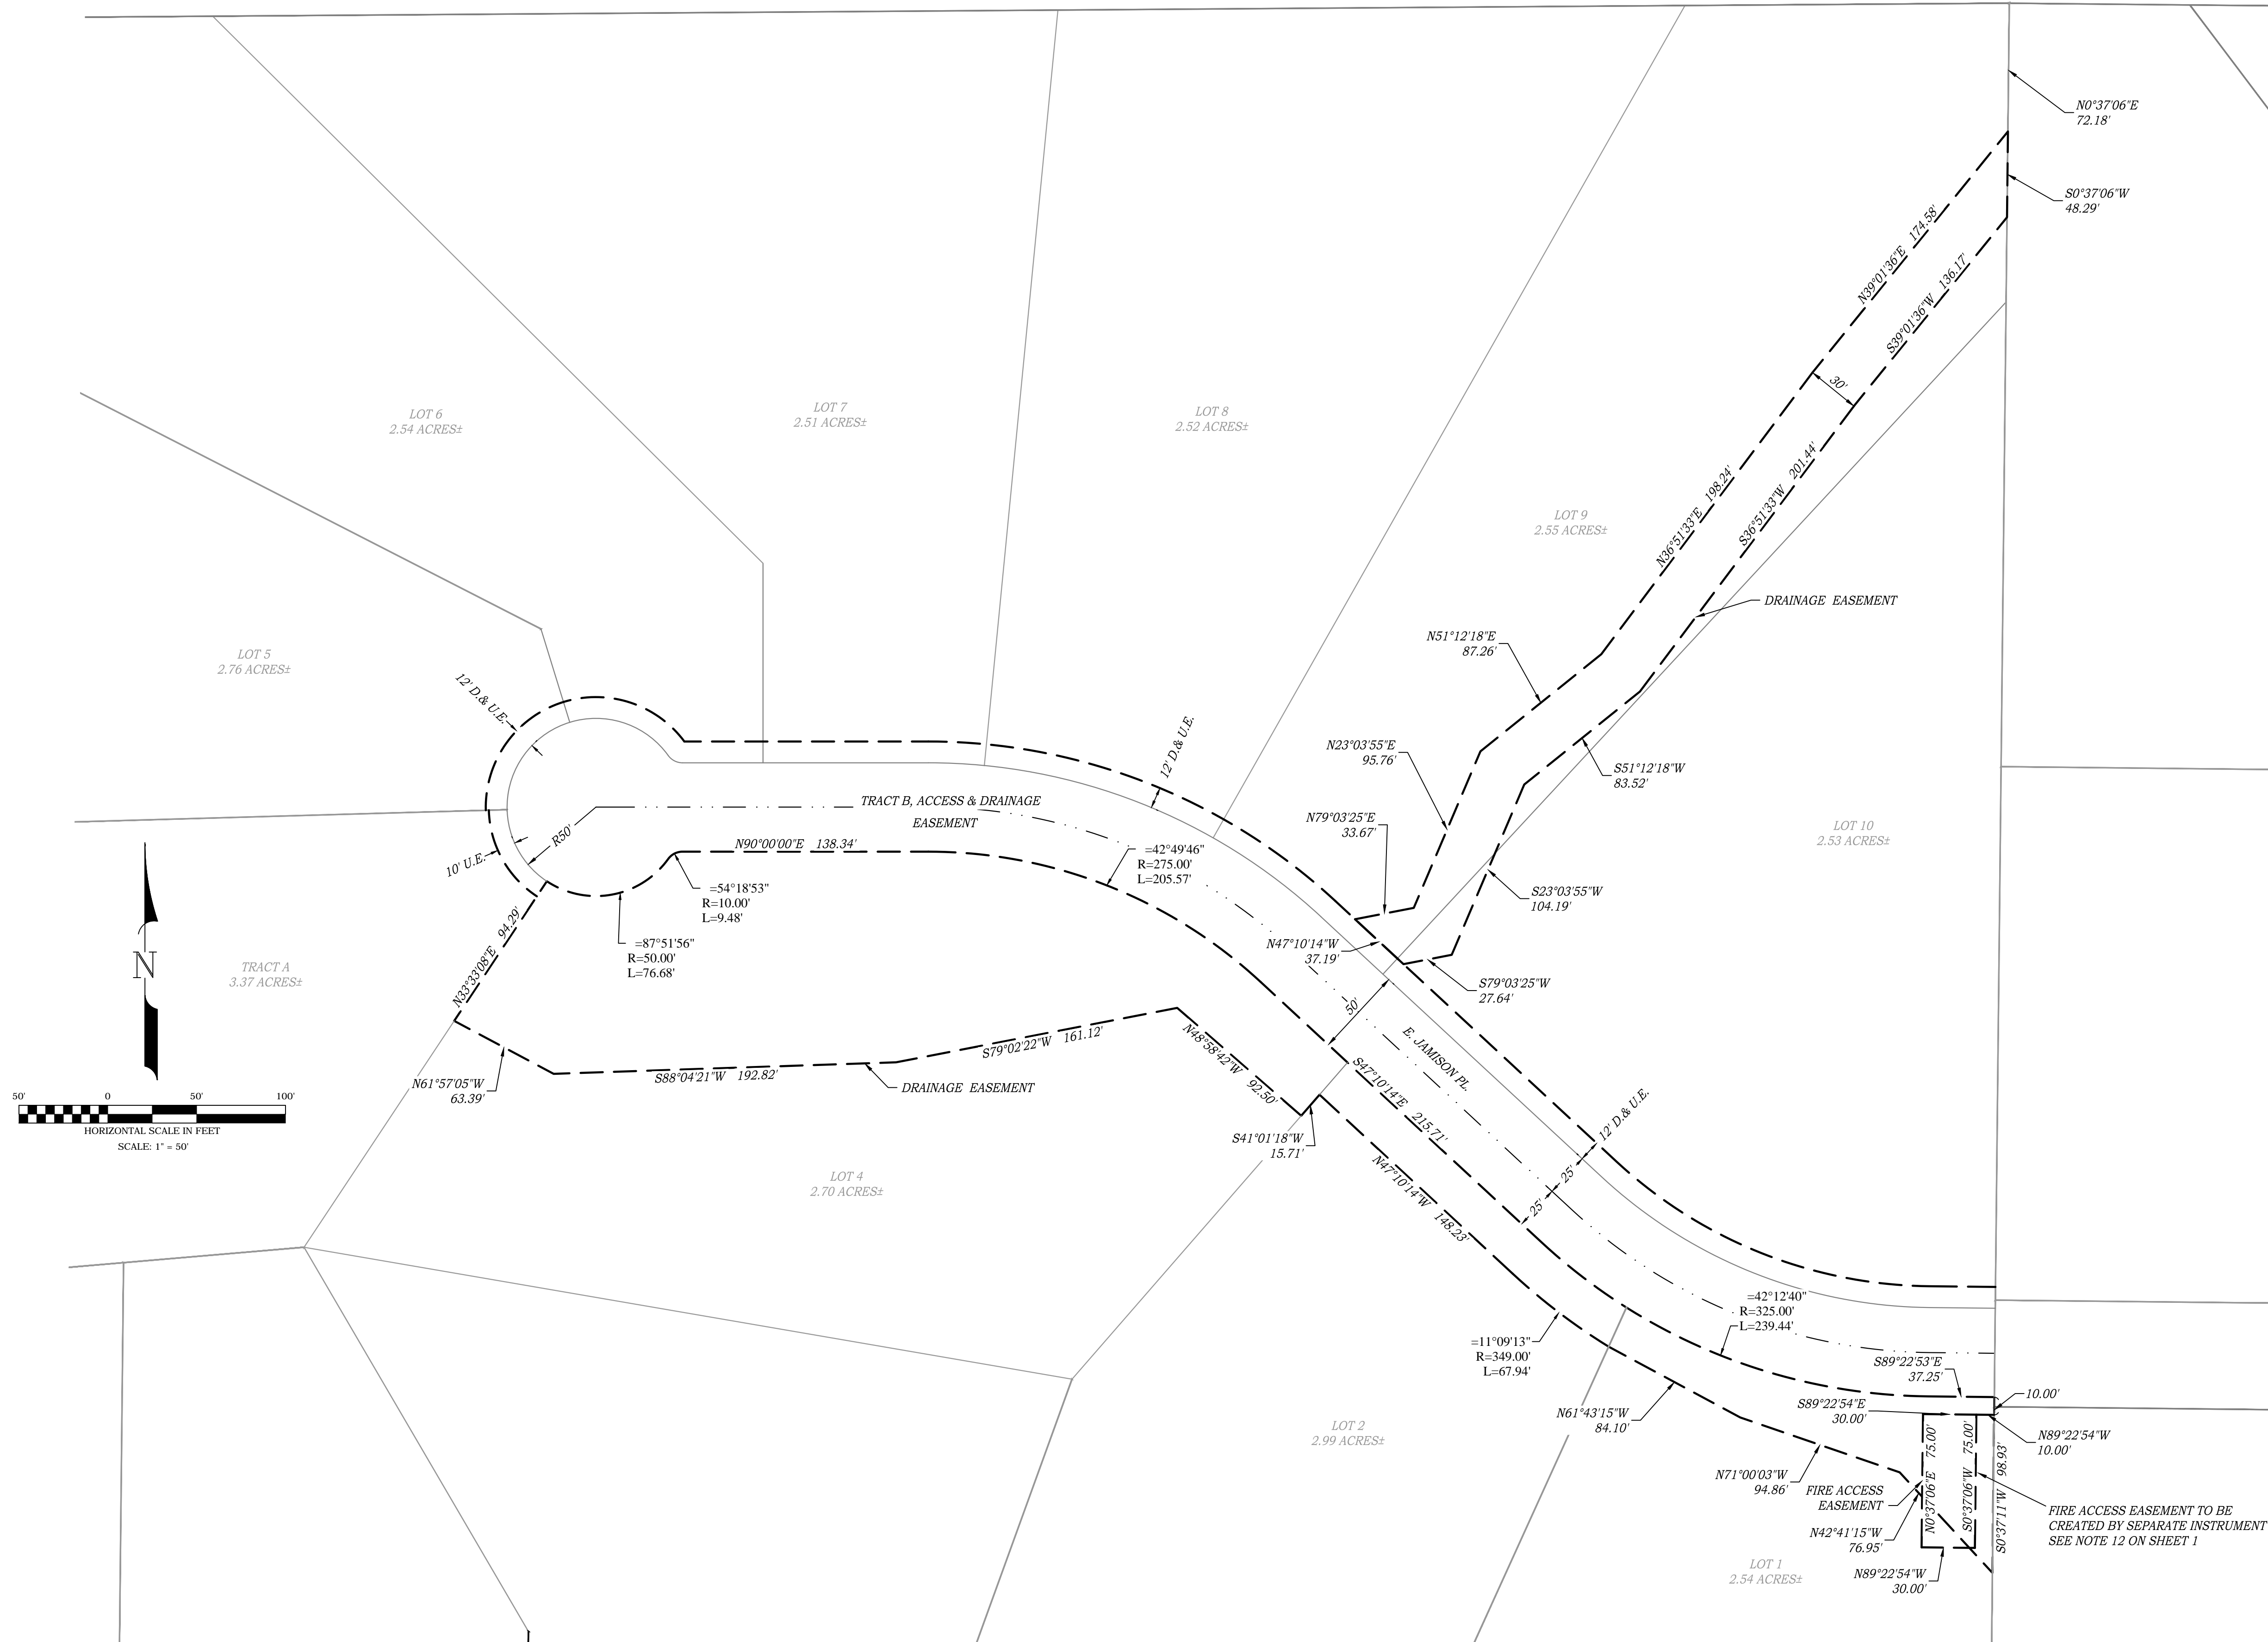 N0°37'06"E
72.18'
S0°37'06"W
48.29'
N39°01'36"E 174.58'
S39°01'36"W 136.17'
30'
LOT 6
2.54 ACRES±
LOT 7
2.51 ACRES±
LOT 8
2.52 ACRES±
LOT 9
2.55 ACRES±
N36°51'33"E 198.24'
S36°51'33"W 201.44'
DRAINAGE EASEMENT
N51°12'18"E
87.26'
LOT 5
2.76 ACRES±
12' D.& U.E.
12' D.& U.E.
N23°03'55"E
95.76'
S51°12'18"W
83.52'
N79°03'25"E
33.67'
TRACT B, ACCESS & DRAINAGE
EASEMENT
LOT 10
2.53 ACRES±
R50'
10' U.E.
N90°00'00"E 138.34'
=42°49'46"
R=275.00'
L=205.57'
=54°18'53"
R=10.00'
L=9.48'
S23°03'55"W
104.19'
N33°33'08"E 94.29'
=87°51'56"
R=50.00'
L=76.68'
N47°10'14"W
37.19'
S79°03'25"W
27.64'
N
TRACT A
3.37 ACRES±
50'
E. JAMISON PL.
N61°57'05"W
63.39'
S88°04'21"W 192.82'
S79°02'22"W 161.12'
DRAINAGE EASEMENT
N48°58'42"W 92.50'
S47°10'14"E 215.71'
50' 0 50' 100'
HORIZONTAL SCALE IN FEET
SCALE: 1" = 50'
S41°01'18"W
15.71'
12' D.& U.E.
25'
25'
LOT 4
2.70 ACRES±
N47°10'14"W 148.23'
=42°12'40"
R=325.00'
L=239.44'
=11°09'13"
R=349.00'
L=67.94'
S89°22'53"E
37.25'
10.00'
S89°22'54"E
30.00'
N61°43'15"W
84.10'
LOT 2
2.99 ACRES±
N89°22'54"W
10.00'
N0°37'06"E 75.00'
S0°37'06"W 75.00'
S0°37'11"W 98.93'
N71°00'03"W
94.86'
FIRE ACCESS
EASEMENT
FIRE ACCESS EASEMENT TO BE
CREATED BY SEPARATE INSTRUMENT
SEE NOTE 12 ON SHEET 1
N42°41'15"W
76.95'
LOT 1
2.54 ACRES±
N89°22'54"W
30.00'